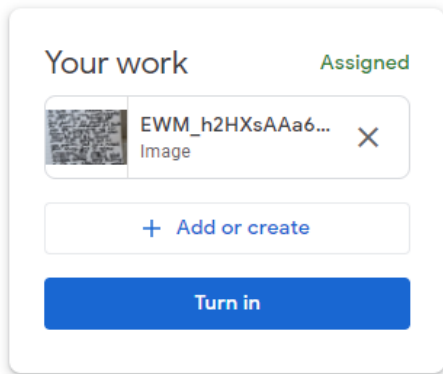 Your work
Assigned
EWM_h2HXsAAa6...
Image
+ Add or create
Turn in